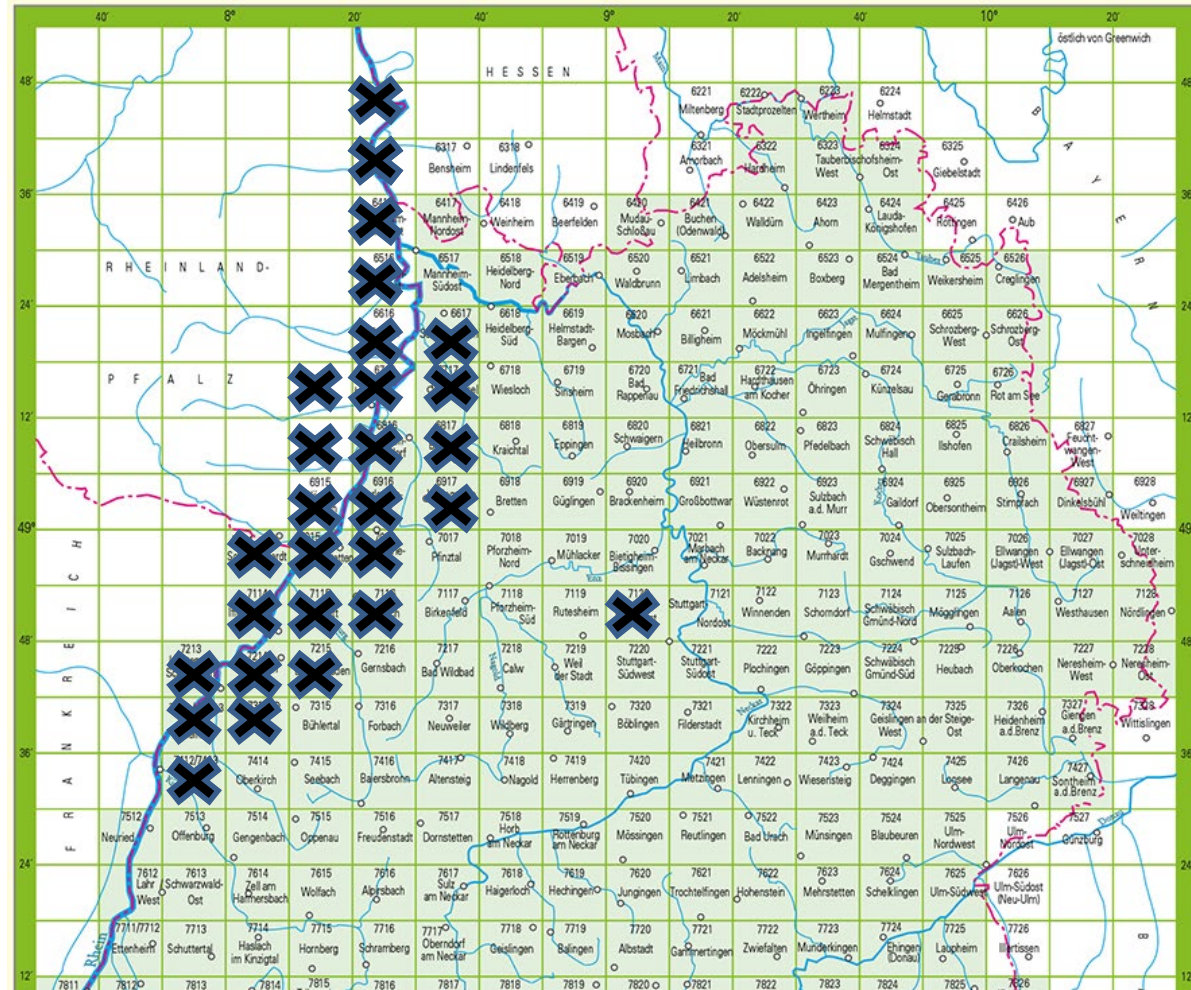 40′ 8° 20′ 40′ 9° 20′ 40′ 10° 20′
östlich von Greenwich
HESSEN
Main
48′ 48′
6221 6222 6223 6224
Miltenberg Stadtprozelten Wertheim Helmstadt
BAYERN
6317 6318 6321 6322 6323 6324 6325
Bensheim Lindenfels Amorbach Hardheim Tauberbischofsheim- Giebelstadt
West Ost
36′ 36′
6417 6418 6419 6420 6421 6422 6423 6424 6425 6426
Mannheim-Nordost Weinheim Beerfelden Mudau-Schloßau Buchen (Odenwald) Walldürn Ahorn Lauda-Königshofen Röttingen Aub
RHEINLAND-
6516 6517 6518 6519 6520 6521 6522 6523 6524 6525 6526
Mannheim-Südost Heidelberg-Nord Eberbach Waldbrunn Limbach Adelsheim Boxberg Bad Mergentheim Weikersheim Creglingen
Tauber
24′ 24′
6616 6617 6618 6619 6620 6621 6622 6623 6624 6625 6626
Heidelberg-Süd Helmstadt-Bargen Mosbach Billigheim Möckmühl Ingelfingen Mulfingen Schrozberg-West Schrozberg-Ost
Jagst
PFALZ
6718 6719 6720 6721 6722 6723 6724 6725 6726
Wiesloch Sinsheim Bad Rappenau Bad Friedrichshall Hardthausen am Kocher Öhringen Künzelsau Gerabronn Rot am See
12′ 12′
6816 6817 6818 6819 6820 6821 6822 6823 6824 6825 6826 6827
Kraichtal Eppingen Schwaigern Heilbronn Obersulm Pfedelbach Schwäbisch Hall Ilshofen Crailsheim Feuchtwangen-West
6915 6916 6917 6918 6919 6920 6921 6922 6923 6924 6925 6926 6927 6928
Bretten Güglingen Brackenheim Großbottwar Wüstenrot Sulzbach a.d. Murr Gaildorf Obersontheim Stimpfach Dinkelsbühl Weiltingen
Kocher
49° 49°
7017 7018 7019 7020 7021 7022 7023 7024 7025 7026 7027 7028
Pfinztal Pforzheim-Nord Mühlacker Bietigheim-Bissingen Marbach am Neckar Backnang Murrhardt Gschwend Sulzbach-Laufen Ellwangen (Jagst)-West Ellwangen (Jagst)-Ost Unterschneidheim
Enz
FRANKREICH
7114 7115 7116 7117 7118 7119 7121 7122 7123 7124 7125 7126 7127 7128
Birkenfeld Pforzheim-Süd Rutesheim Stuttgart-Nordost Winnenden Schorndorf Schwäbisch Gmünd-Nord Mögglingen Aalen Westhausen Nördlingen
48′ 48′
7213 7214 7215 7216 7217 7218 7219 7220 7221 7222 7223 7224 7225 7226 7227 7228
Gernsbach Bad Wildbad Calw Weil der Stadt Stuttgart-Südwest Stuttgart-Südost Plochingen Göppingen Schwäbisch Gmünd-Süd Heubach Oberkochen Neresheim-West Neresheim-Ost
Nagold
Neckar
7315 7316 7317 7318 7319 7320 7321 7322 7323 7324 7325 7326 7327 7328
Bühlertal Forbach Neuweiler Wildberg Gärtringen Böblingen Filderstadt Kirchheim u. Teck Weilheim a.d. Teck Geislingen an der Steige- West Ost Heidenheim a.d.Brenz Giengen a.d.Brenz Wittislingen
36′ 36′
7412/7413 7414 7415 7416 7417 7418 7419 7420 7421 7422 7423 7424 7425 7426 7427
Oberkirch Seebach Baiersbronn Altensteig Nagold Herrenberg Tübingen Metzingen Lenningen Wiesensteig Deggingen Lonsee Langenau Sontheim a.d.Brenz
7512 7513 7514 7515 7516 7517 7518 7519 7520 7521 7522 7523 7524 7525 7526 7527
Neuried Offenburg Gengenbach Oppenau Freudenstadt Dornstetten Horb am Neckar Rottenburg am Neckar Mössingen Reutlingen Bad Urach Münsingen Blaubeuren Ulm-Nordwest Ulm-Nordost Günzburg
Donau
24′ 24′
7612 7613 7614 7615 7616 7617 7618 7619 7620 7621 7622 7623 7624 7625 7626
Lahr West Schwarzwald-Ost Zell am Harmersbach Wolfach Alpirsbach Sulz am Neckar Haigerloch Hechingen Jungingen Trochtelfingen Hohenstein Mehrstetten Schelklingen Ulm-Südwest Ulm-Südost (Neu-Ulm)
7711/7712 7713 7714 7715 7716 7717 7718 7719 7720 7721 7722 7723 7724 7725 7726
Ettenheim Schuttertal Haslach im Kinzigtal Hornberg Schramberg Oberndorf am Neckar Geislingen Balingen Albstadt Gammertingen Zwiefalten Munderkingen Ehingen (Donau) Laupheim Illertissen
Rhein
B
12′ 12′
7811 7812 7813 7814 7815 7816 7817 7818 7819 7820 7821 7822 7823 7824 7825 7826